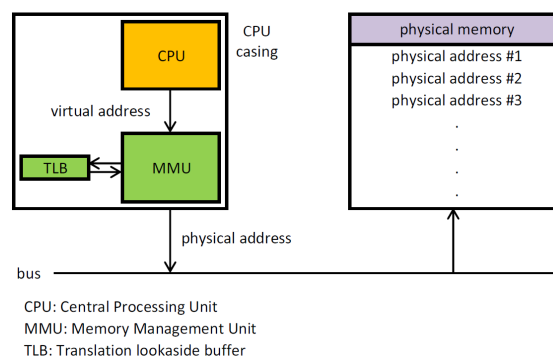 CPU
casing
CPU
virtual address
TLB
MMU
physical address
bus
physical memory
physical address #1
physical address #2
physical address #3
.
.
.
.
CPU: Central Processing Unit
MMU: Memory Management Unit
TLB: Translation lookaside buffer